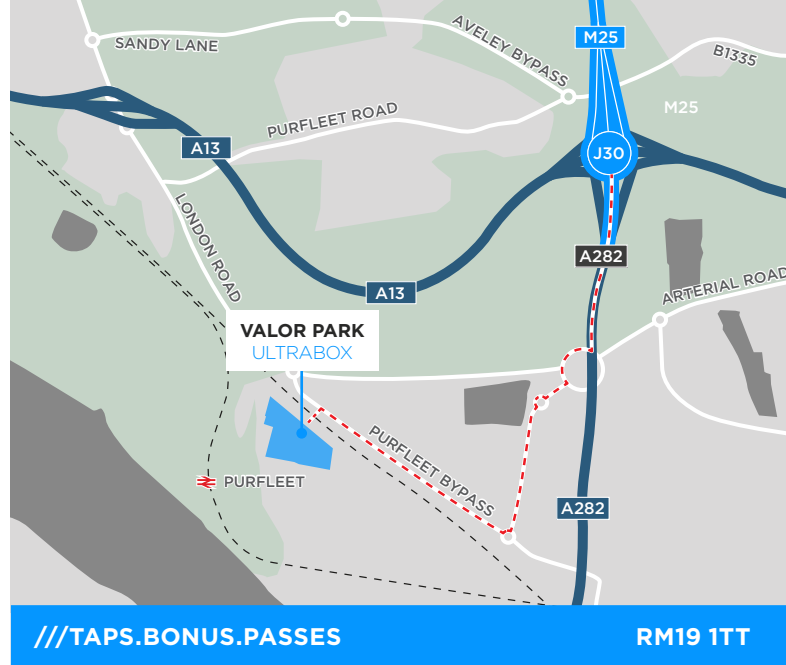 M25
SANDY LANE
AVELEY BYPASS
B1335
M25
PURFLEET ROAD
A13
J30
LONDON ROAD
A282
ARTERIAL ROAD
A13
VALOR PARK
ULTRABOX
PURFLEET BYPASS
PURFLEET
A282
///TAPS.BONUS.PASSES
RM19 1TT